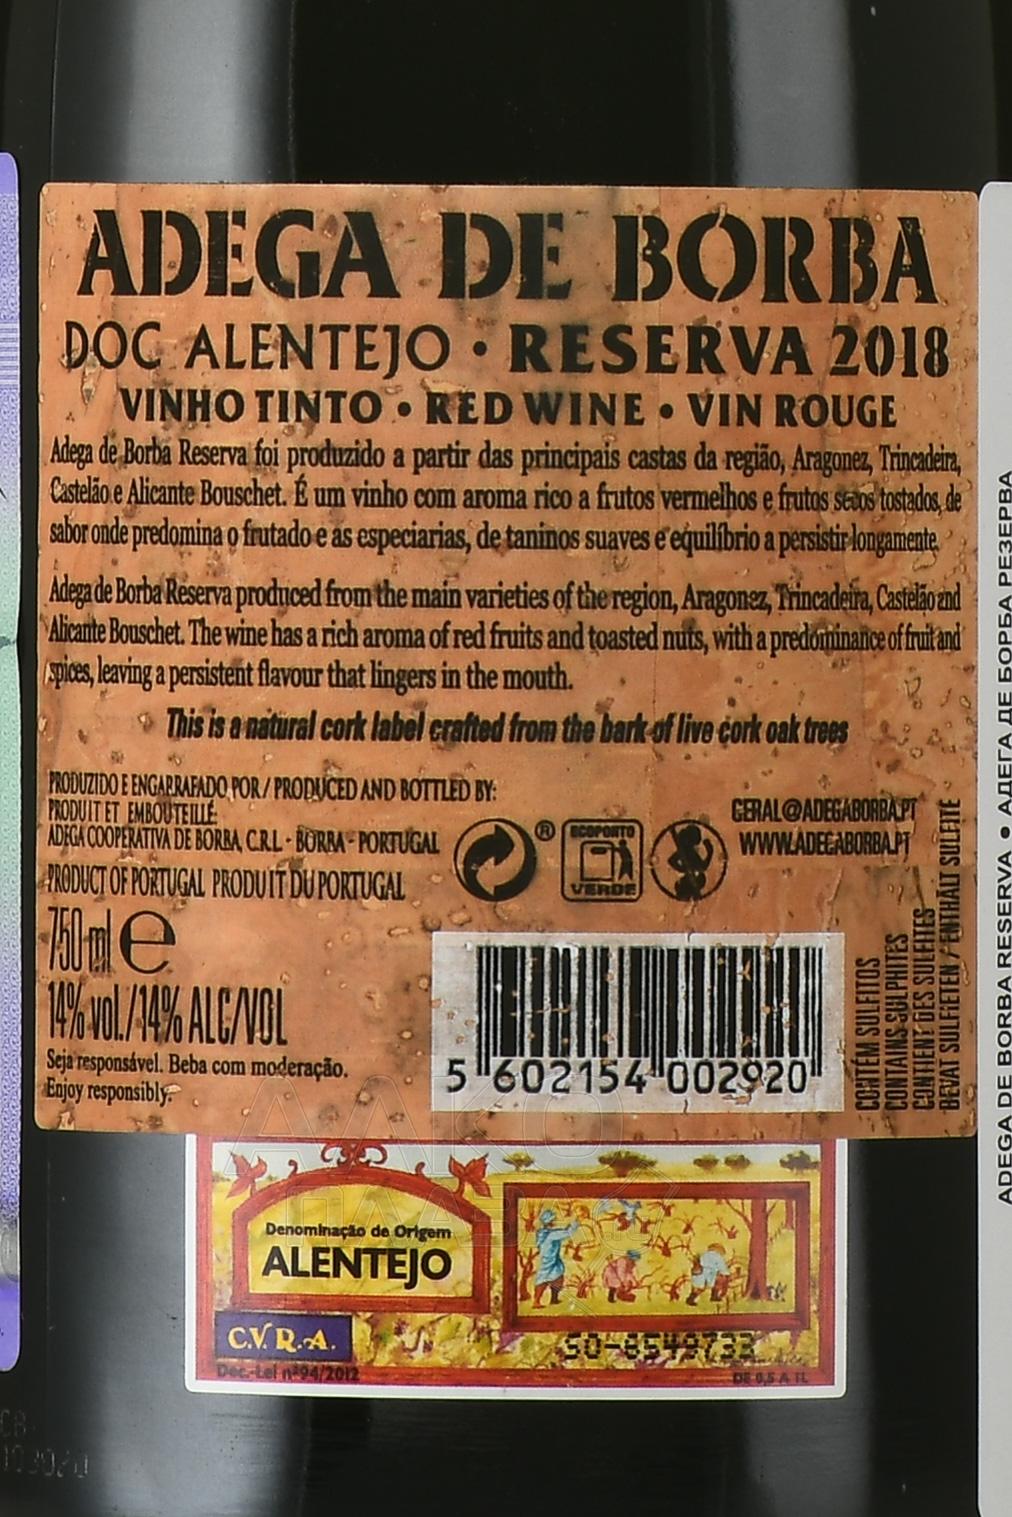 ADEGA DE BORBA
DOC ALENTEJO · RESERVA 2018
VINHO TINTO • RED WINE • VIN ROUGE
Adega de Borba Reserva foi produzido a partir das principais castas da região, Aragonez, Trincadeira,
Castelão e Alicante Bouschet. É um vinho com aroma rico a frutos vermelhos e frutos secos tostados, de
sabor onde predomina o frutado e as especiarias, de taninos suaves e equilíbrio a persistir longamente.
Adega de Borba Reserva produced from the main varieties of the region, Aragonez, Trincadeira, Castelão and
Alicante Bouschet. The wine has a rich aroma of red fruits and toasted nuts, with a predominance of fruit and
spices, leaving a persistent flavour that lingers in the mouth.
This is a natural cork label crafted from the bark of live cork oak trees
PRODUZIDO E ENGARRAFADO POR / PRODUCED AND BOTTLED BY:
PRODUIT ET EMBOUTEILLÉ:
ADEGA COOPERATIVA DE BORBA, C.R.L - BORBA - PORTUGAL
PRODUCT OF PORTUGAL PRODUIT DU PORTUGAL
®
ECOPONTO
VERDE
GERAL@ADEGABORBA.PT
WWW.ADEGABORBA.PT
750 ml e
14% vol./14% ALC/VOL
Seja responsável. Beba com moderação.
Enjoy responsibly.
5 602154 002920
CONTÉM SULFITOS
CONTAINS SULPHITES
CONTIENT DES SULFITES
BEVAT SULFIETEN / ENTHÄLT SULFITE
Denominação de Origem
ALENTEJO
C.V.R.A.
Dec.-Lei nº94/2012
SO-8549733
DE 0,5 A 1L
ADEGA DE BORBA RESERVA • АДЕГА ДЕ БОРБА РЕЗЕРВА